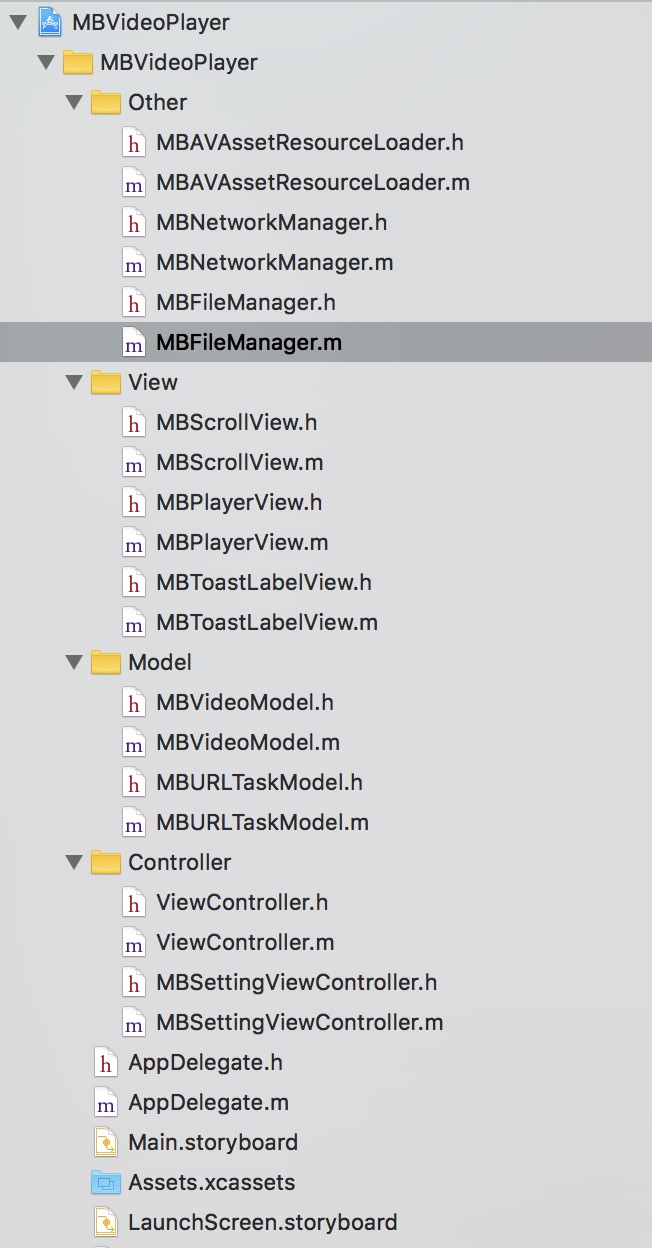 MBVideoPlayer
MBVideoPlayer
Other
h MBAVAssetResourceLoader.h
m MBAVAssetResourceLoader.m
h MBNetworkManager.h
m MBNetworkManager.m
h MBFileManager.h
m MBFileManager.m
View
h MBScrollView.h
m MBScrollView.m
h MBPlayerView.h
m MBPlayerView.m
h MBToastLabelView.h
m MBToastLabelView.m
Model
h MBVideoModel.h
m MBVideoModel.m
h MBURLTaskModel.h
m MBURLTaskModel.m
Controller
h ViewController.h
m ViewController.m
h MBSettingViewController.h
m MBSettingViewController.m
h AppDelegate.h
m AppDelegate.m
Main.storyboard
Assets.xcassets
LaunchScreen.storyboard